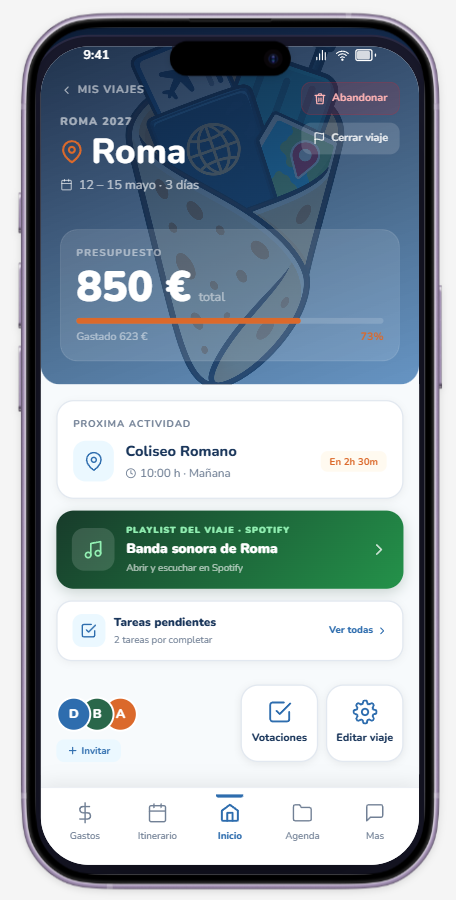 9:41
MIS VIAJES
Abandonar
ROMA 2027
Roma
Cerrar viaje
12 – 15 mayo · 3 días
PRESUPUESTO
850 € total
Gastado 623 € 73%
PROXIMA ACTIVIDAD
Coliseo Romano
10:00 h · Mañana
En 2h 30m
PLAYLIST DEL VIAJE · SPOTIFY
Banda sonora de Roma
Abrir y escuchar en Spotify
Tareas pendientes
2 tareas por completar
Ver todas
D B A
+ Invitar
Votaciones
Editar viaje
Gastos Itinerario Inicio Agenda Mas